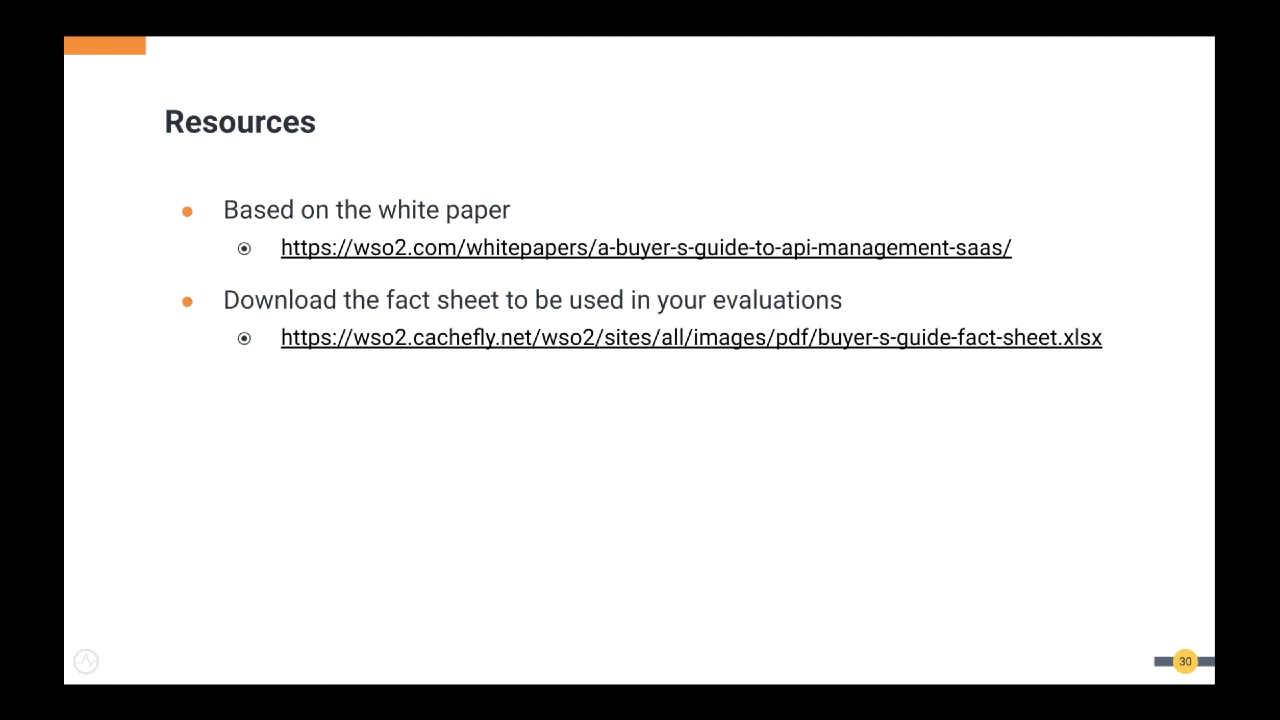 Resources
Based on the white paper
https://wso2.com/whitepapers/a-buyer-s-guide-to-api-management-saas/
Download the fact sheet to be used in your evaluations
https://wso2.cachefly.net/wso2/sites/all/images/pdf/buyer-s-guide-fact-sheet.xlsx
30